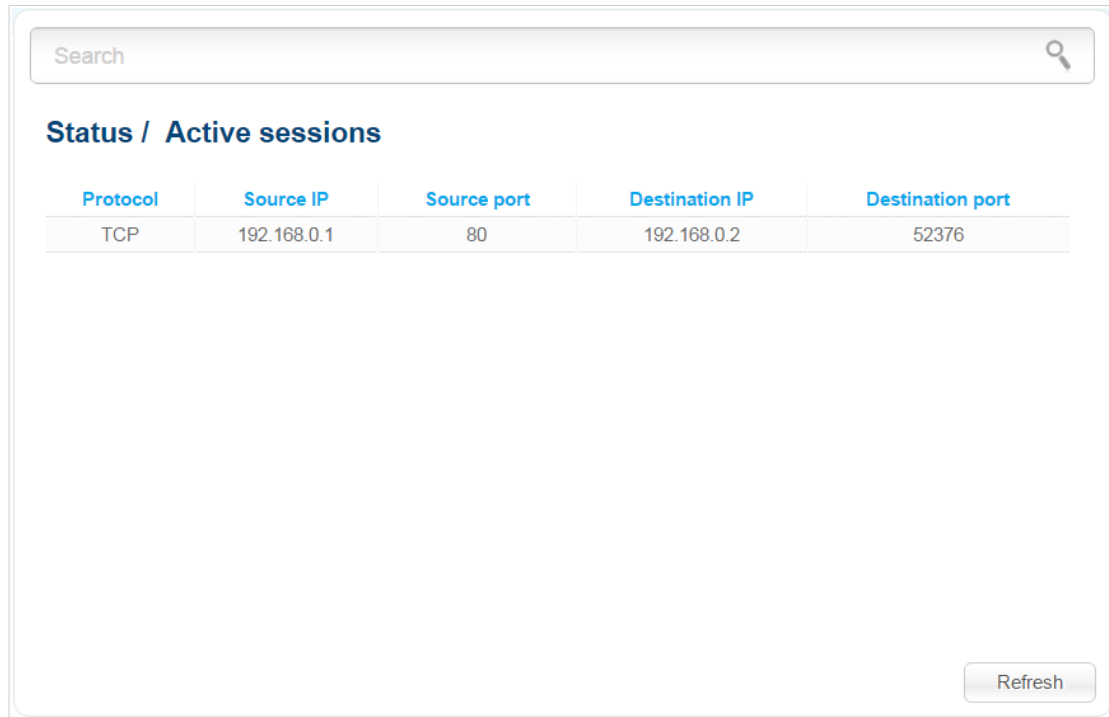 Search
Status / Active sessions
Protocol Source IP Source port Destination IP Destination port
TCP 192.168.0.1 80 192.168.0.2 52376
Refresh